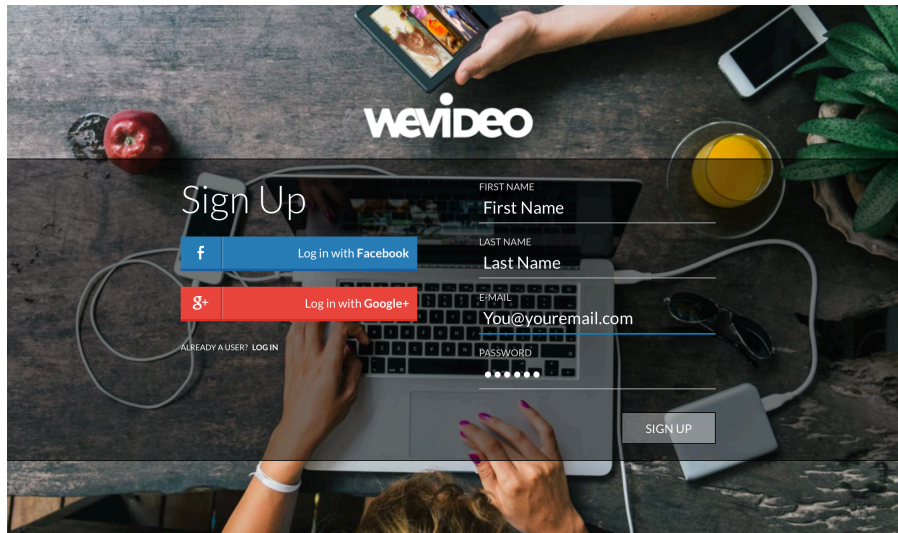 wevideo
Sign Up
f
Log in with Facebook
g+
Log in with Google+
ALREADY A USER? LOG IN
FIRST NAME
First Name
LAST NAME
Last Name
E-MAIL
You@youremail.com
PASSWORD
●●●●●●
SIGN UP